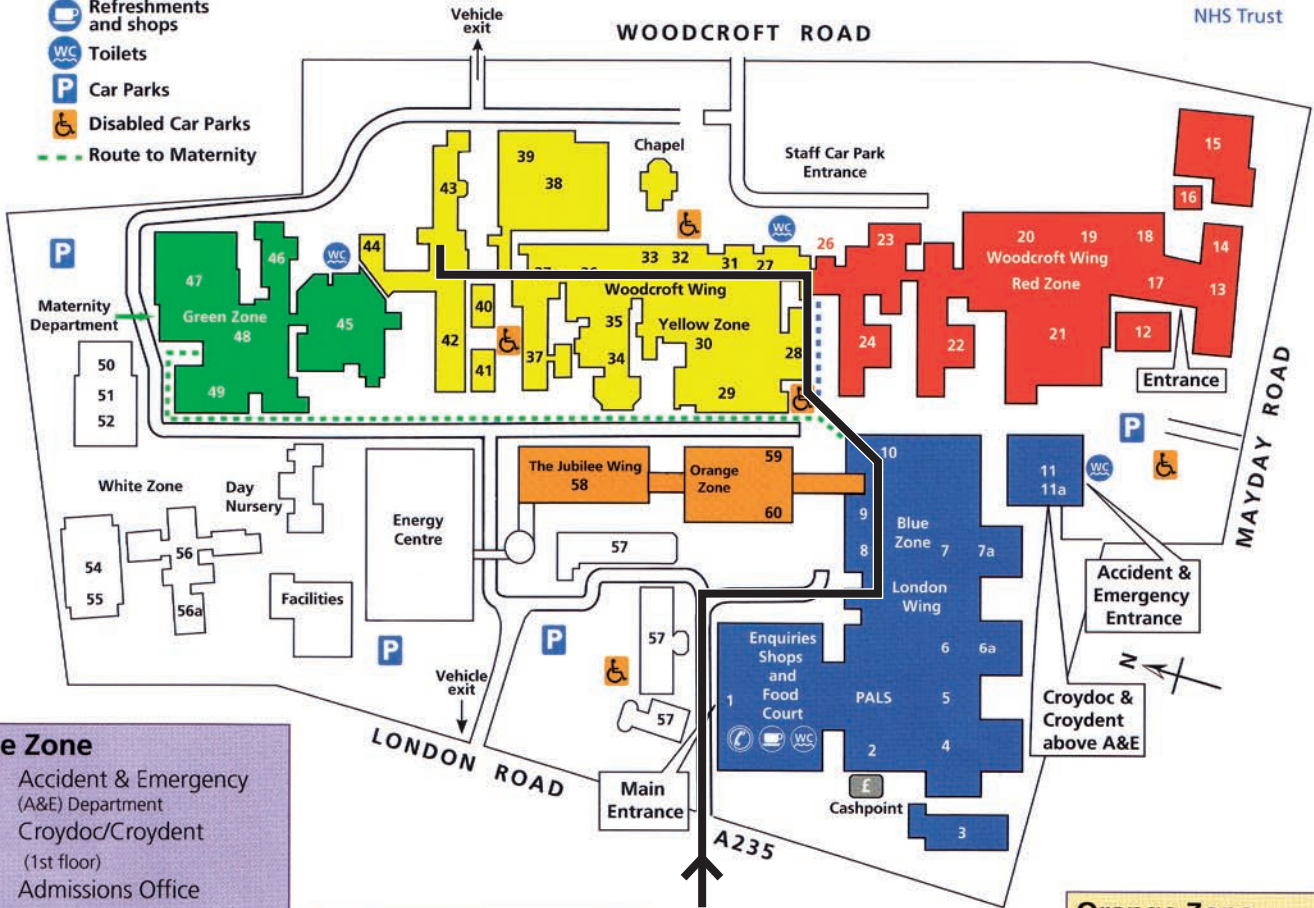 Refreshments
and shops
WC Toilets
P Car Parks
Disabled Car Parks
Route to Maternity
NHS Trust
Vehicle
exit
WOODCROFT ROAD
Chapel
Staff Car Park
Entrance
39
38
43
15
16
WC
26
23
20
19
18
14
Woodcroft Wing
Red Zone
17
13
P
44
WC
46
47
33
32
31
27
Woodcroft Wing
Maternity
Department
Green Zone
48
45
40
35
Yellow Zone
30
21
12
42
41
37
34
28
24
22
29
Entrance
50
51
52
49
MAYDAY ROAD
P
10
11
11a
WC
The Jubilee Wing
58
Orange
Zone
59
60
White Zone
Day
Nursery
Energy
Centre
9
8
Blue
Zone
7
7a
57
54
55
56
56a
London
Wing
Accident &
Emergency
Entrance
Facilities
57
Enquiries
Shops
and
Food
Court
WC
1
6
6a
P
P
N
PALS
5
Vehicle
exit
57
2
4
Croydoc &
Croydent
above A&E
LONDON ROAD
Main
Entrance
£
Cashpoint
3
A235
e Zone
Accident & Emergency
(A&E) Department
Croydoc/Croydent
(1st floor)
Admissions Office